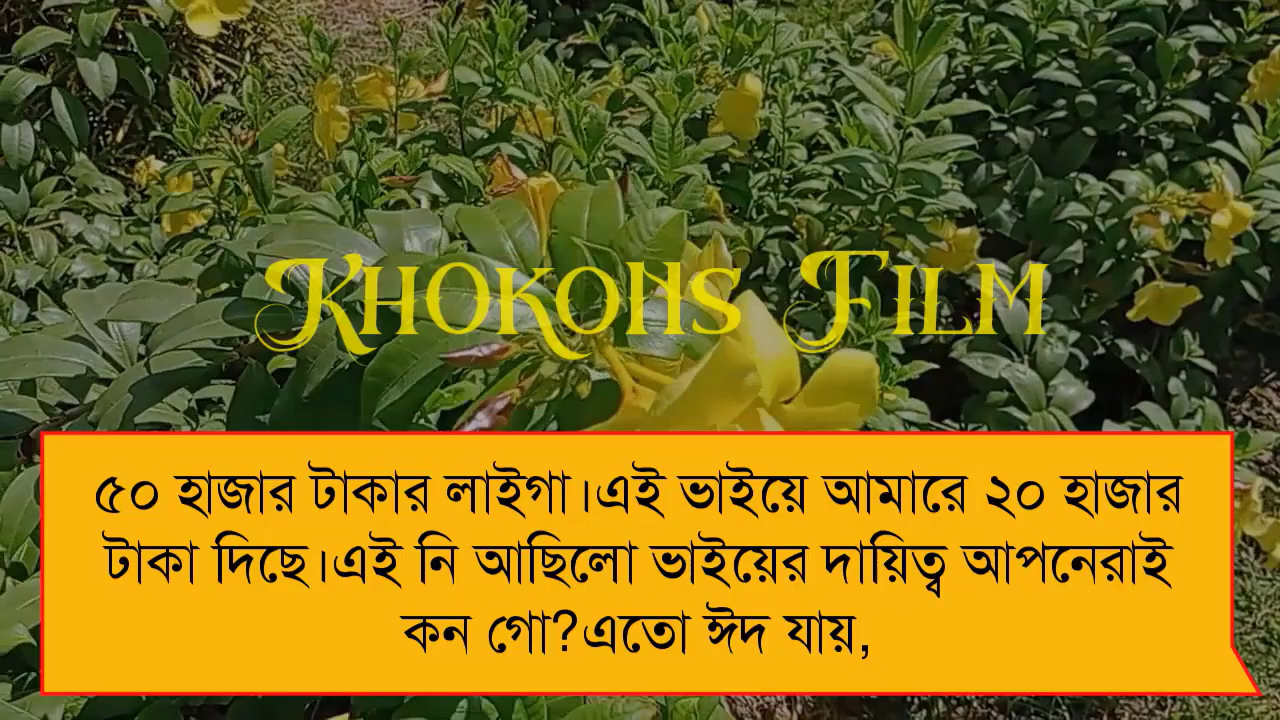 KHOKONS FILM
৫০ হাজার টাকার লাইগা।এই ভাইয়ে আমারে ২০ হাজার
টাকা দিছে।এই নি আছিলো ভাইয়ের দায়িত্ব আপনেরাই
কন গো?এতো ঈদ যায়,